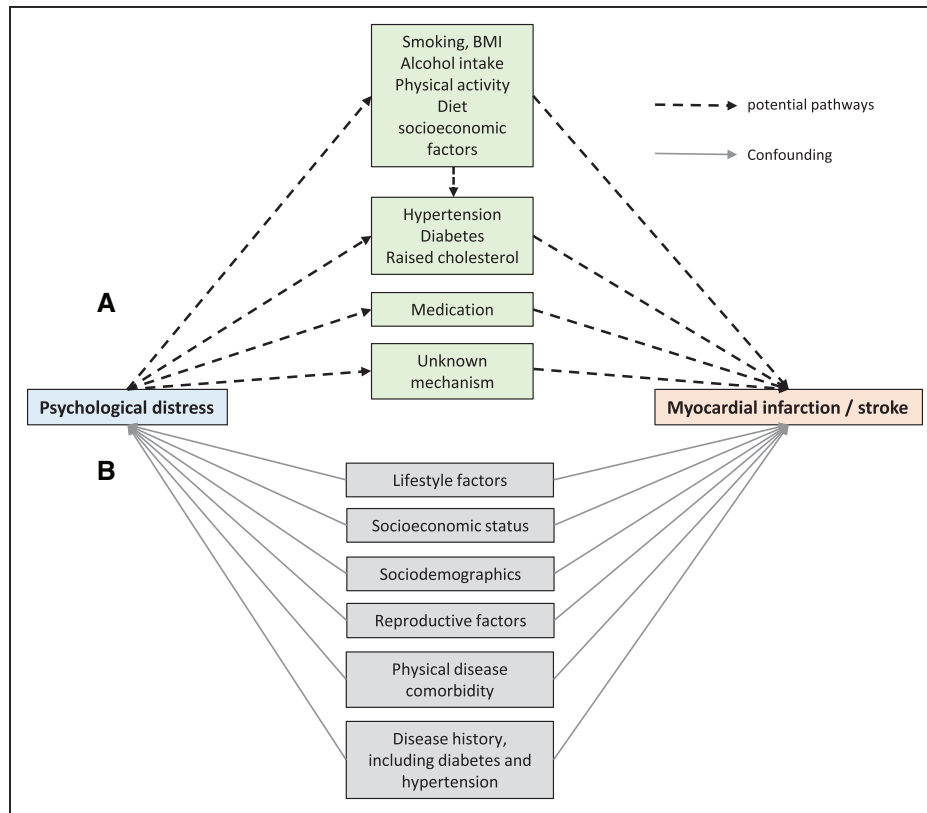 Smoking, BMI
Alcohol intake
Physical activity
Diet
socioeconomic
factors
potential pathways
Confounding
Hypertension
Diabetes
Raised cholesterol
A
Medication
Unknown
mechanism
Psychological distress
Myocardial infarction / stroke
B
Lifestyle factors
Socioeconomic status
Sociodemographics
Reproductive factors
Physical disease
comorbidity
Disease history,
including diabetes and
hypertension